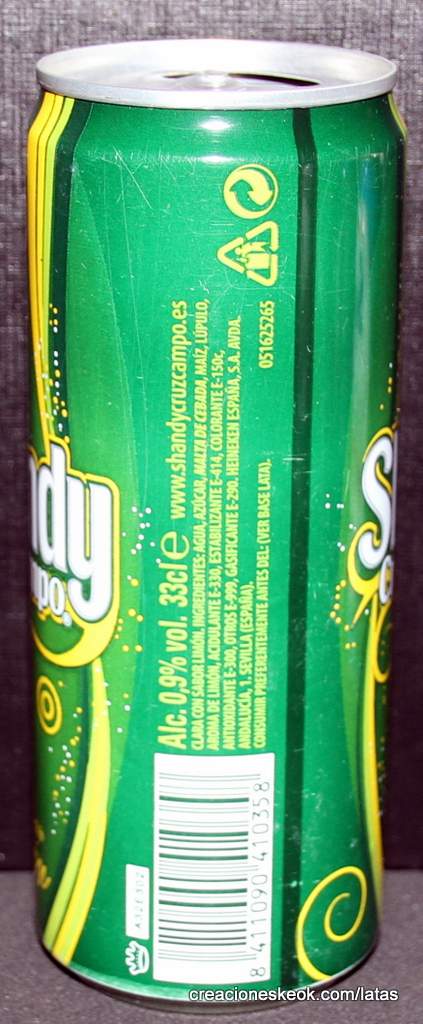 ndy
mpo.
Alc. 0,9% vol. 33cl e www.shandycruzcampo.es
CLARA CON SABOR LIMÓN. INGREDIENTES: AGUA, AZÚCAR, MALTA DE CEBADA, MAÍZ, LÚPULO,
AROMA DE LIMÓN, ACIDULANTE E-330, ESTABILIZANTE E-414, COLORANTE E-150c,
ANTIOXIDANTE E-300, OTROS E-999, GASIFICANTE E-290. HEINEKEN ESPAÑA, S.A. AVDA.
ANDALUCÍA, 1. SEVILLA (ESPAÑA).
CONSUMIR PREFERENTEMENTE ANTES DEL: (VER BASE LATA).
051625265
8 411090 410358
S
creacioneskeok.com/latas